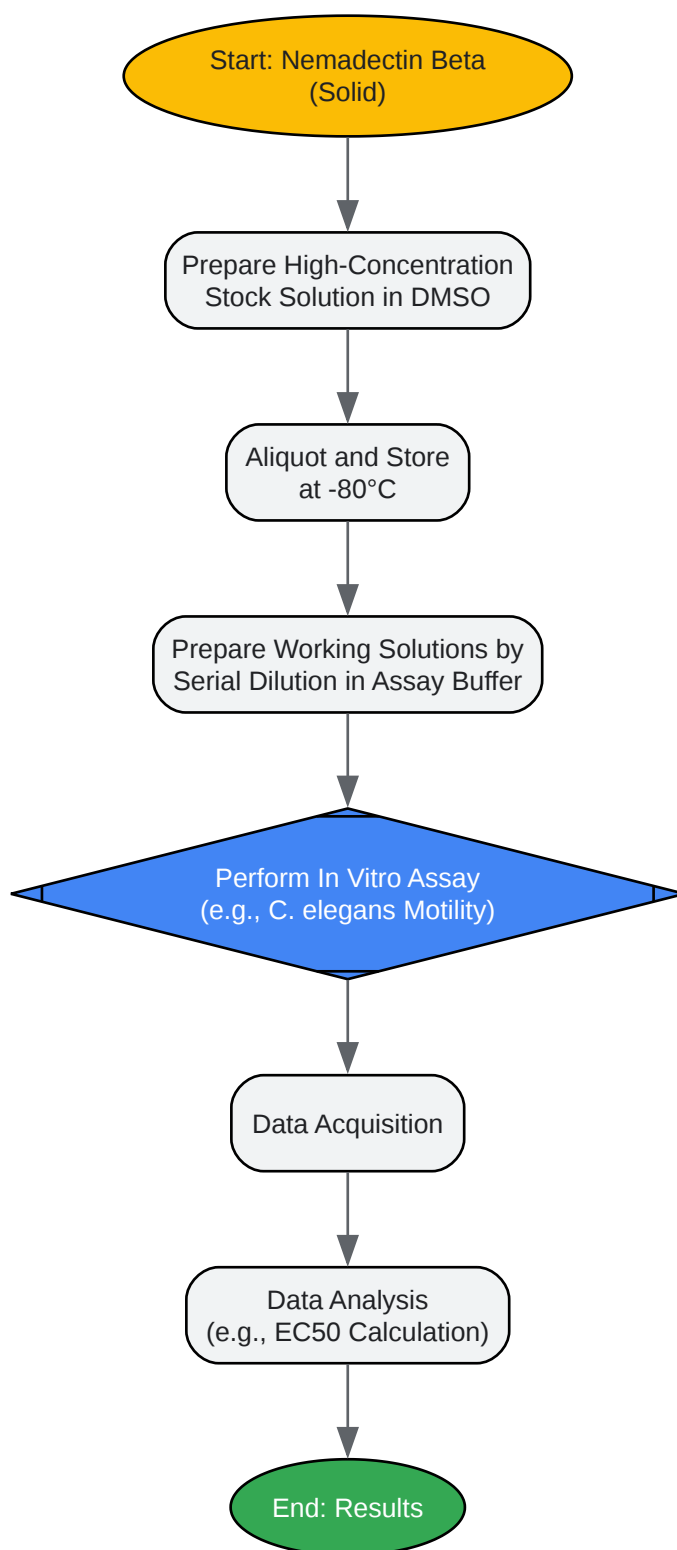 Start: Nemadectin Beta
(Solid)
Prepare High-Concentration
Stock Solution in DMSO
Aliquot and Store
at -80°C
Prepare Working Solutions by
Serial Dilution in Assay Buffer
Perform In Vitro Assay
(e.g., C. elegans Motility)
Data Acquisition
Data Analysis
(e.g., EC50 Calculation)
End: Results